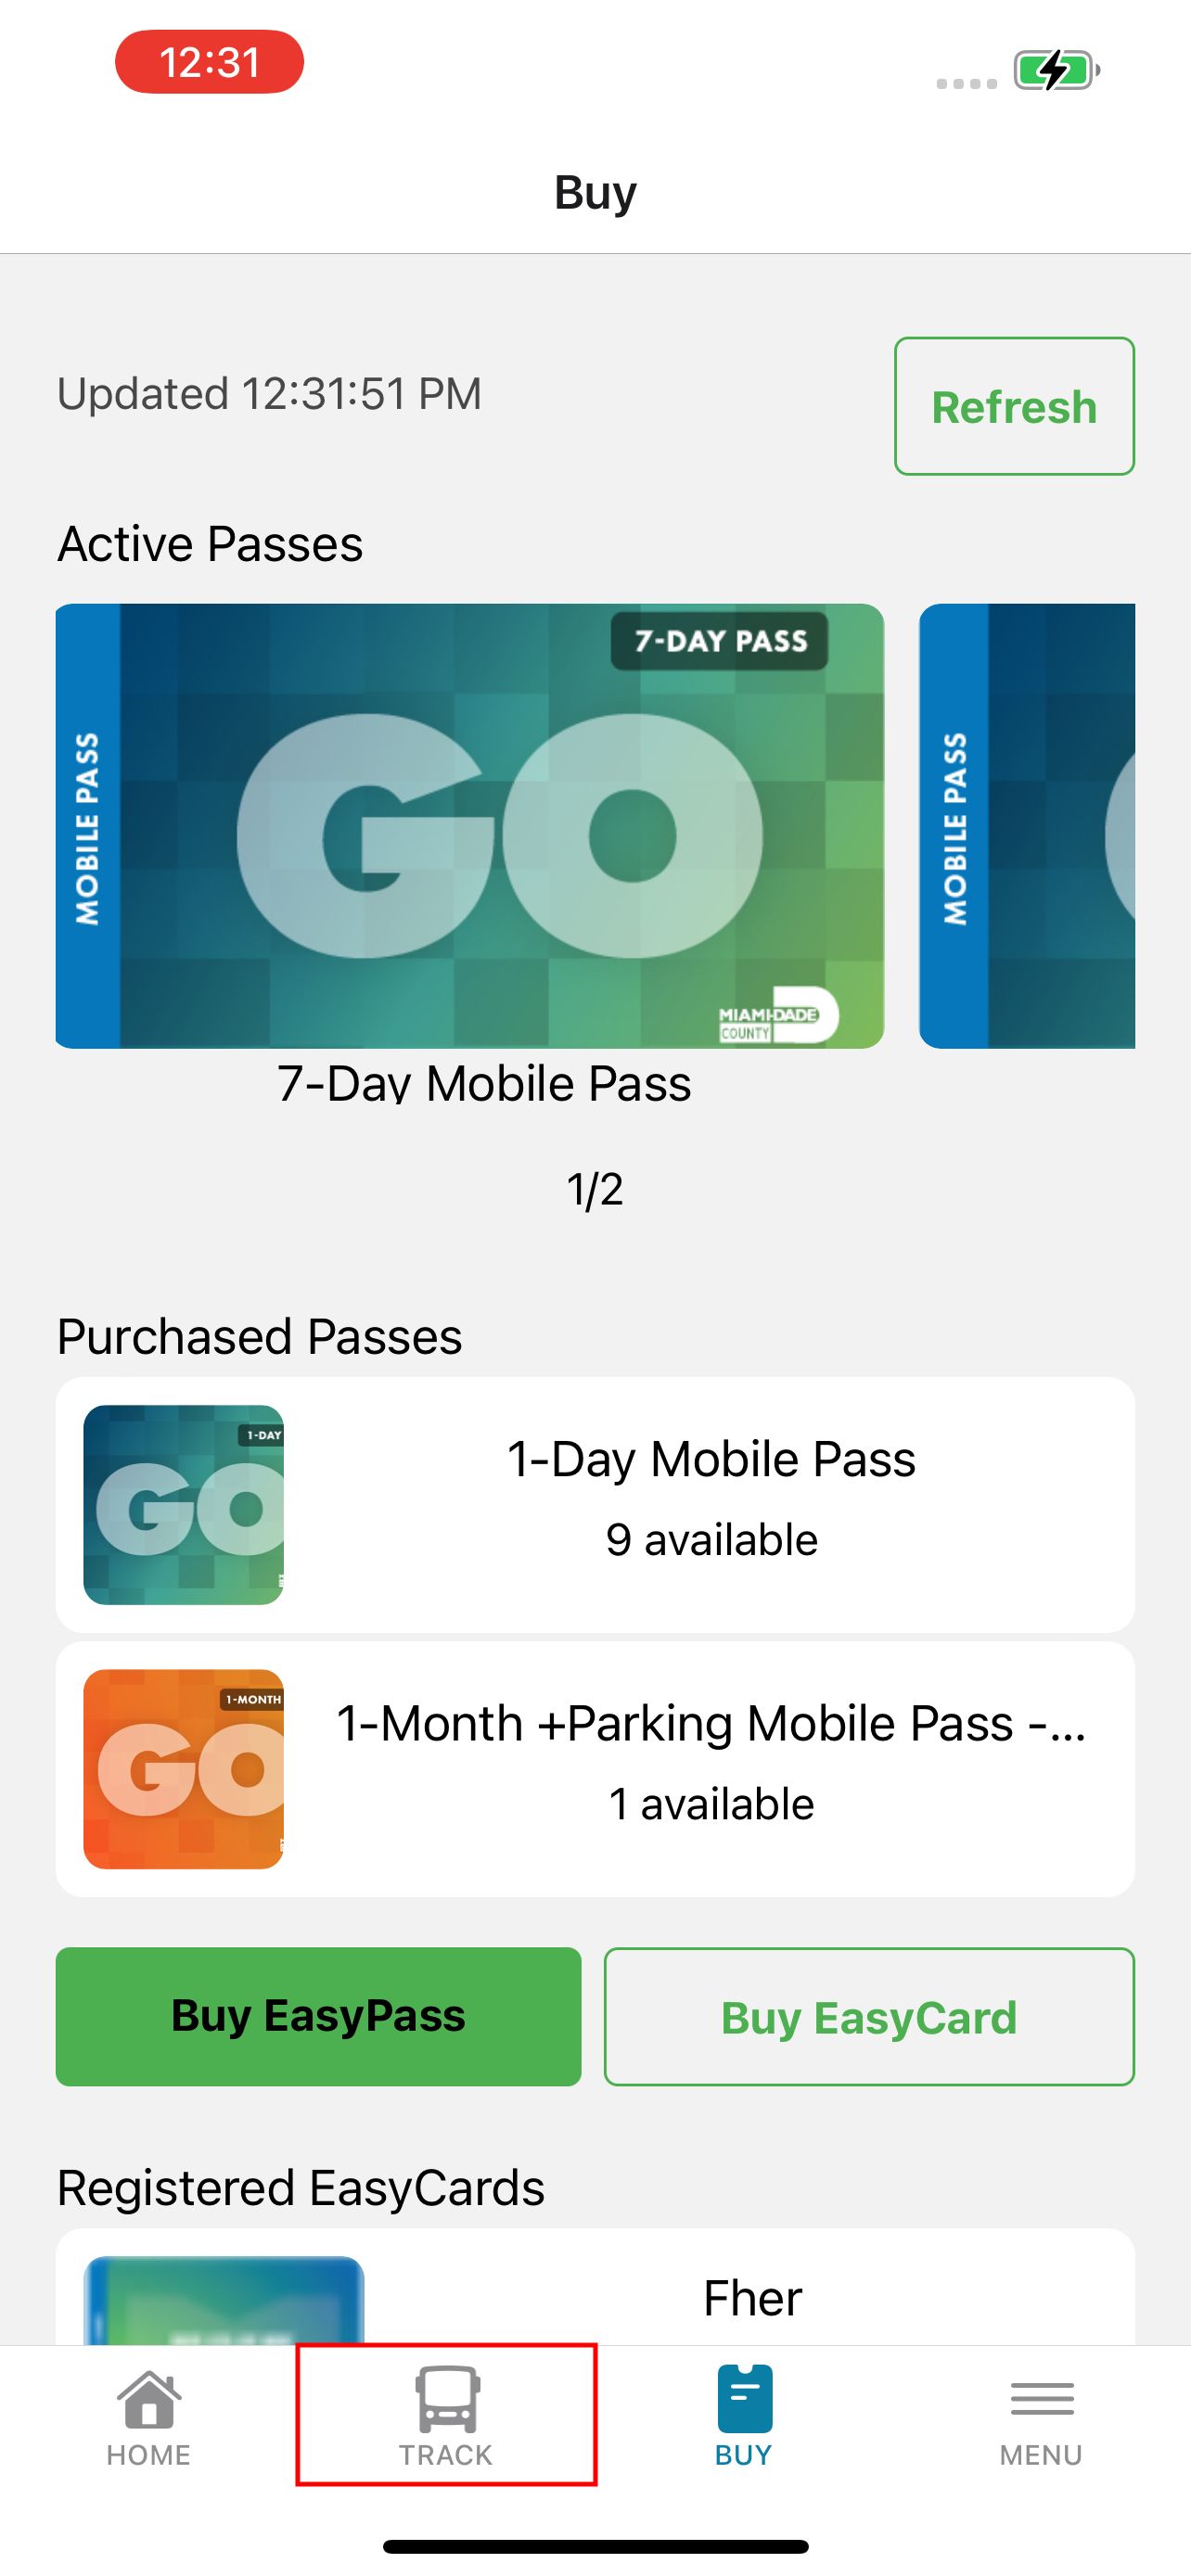 12:31
Buy
Updated 12:31:51 PM
Refresh
Active Passes
MOBILE PASS
7-DAY PASS
GO
MIAMI-DADE
COUNTY
MOBILE PASS
7-Day Mobile Pass
1/2
Purchased Passes
1-DAY
GO
1-Day Mobile Pass
9 available
1-MONTH
GO
1-Month +Parking Mobile Pass -...
1 available
Buy EasyPass
Buy EasyCard
Registered EasyCards
Fher
HOME
TRACK
BUY
MENU